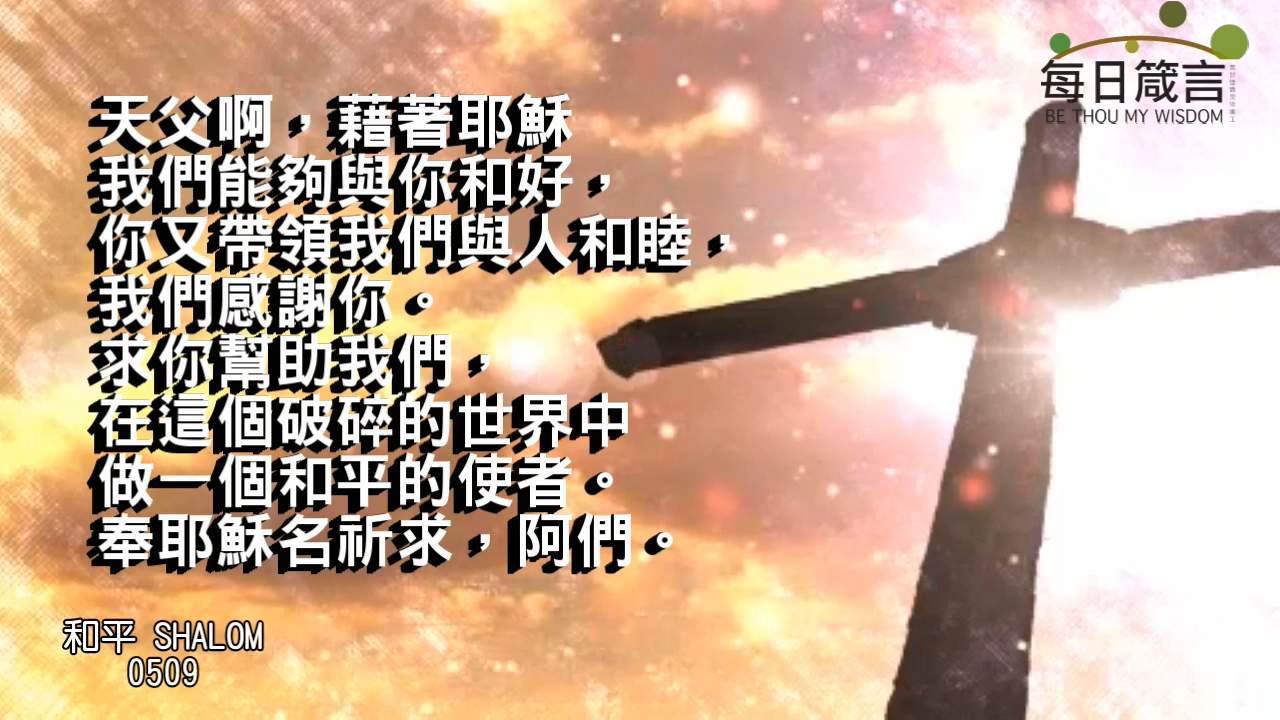 每日箴言
BE THOU MY WISDOM
天父啊，藉著耶穌
我們能夠與你和好，
你又帶領我們與人和睦，
我們感謝你。
求你幫助我們，
在這個破碎的世界中
做一個和平的使者。
奉耶穌名祈求，阿們。
和平 SHALOM
0509